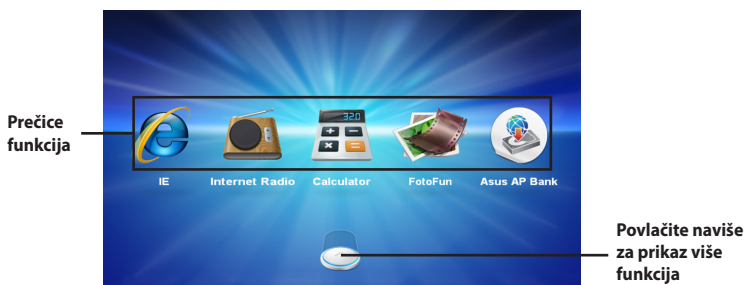 Prečice
funkcija
320
IE
Internet Radio
Calculator
FotoFun
Asus AP Bank
Povlačite naviše
za prikaz više
funkcija